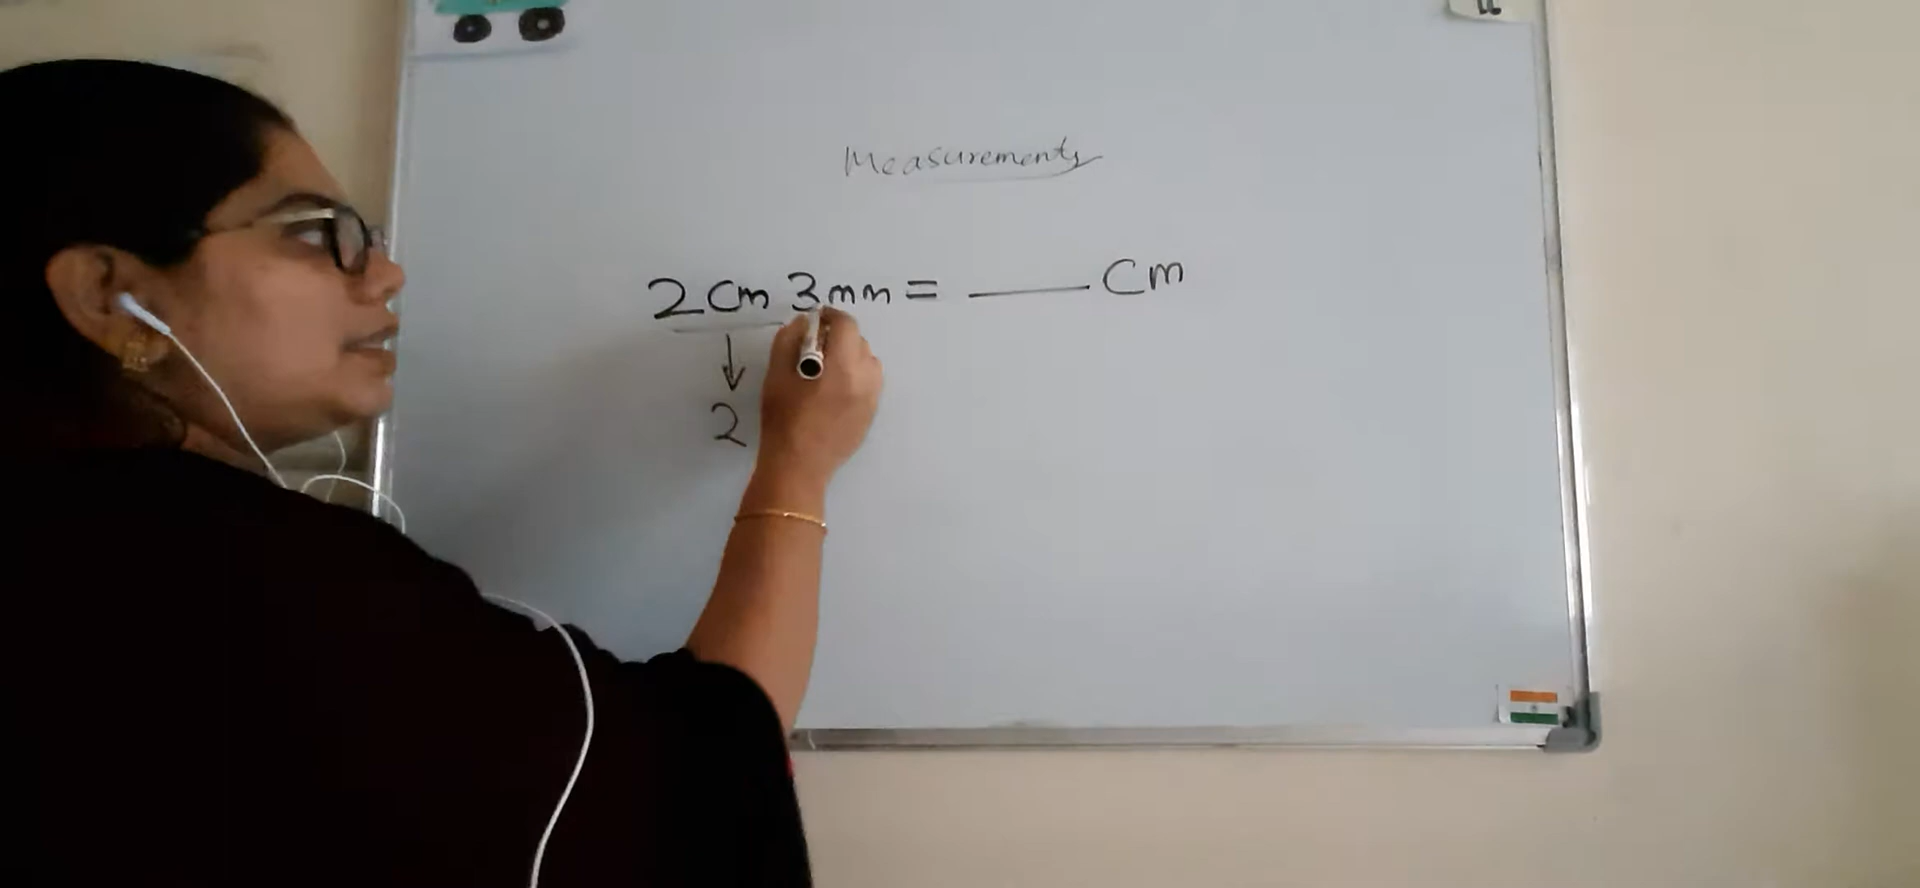 Measurements
2 Cm 3 mm = ____ Cm
↓
2